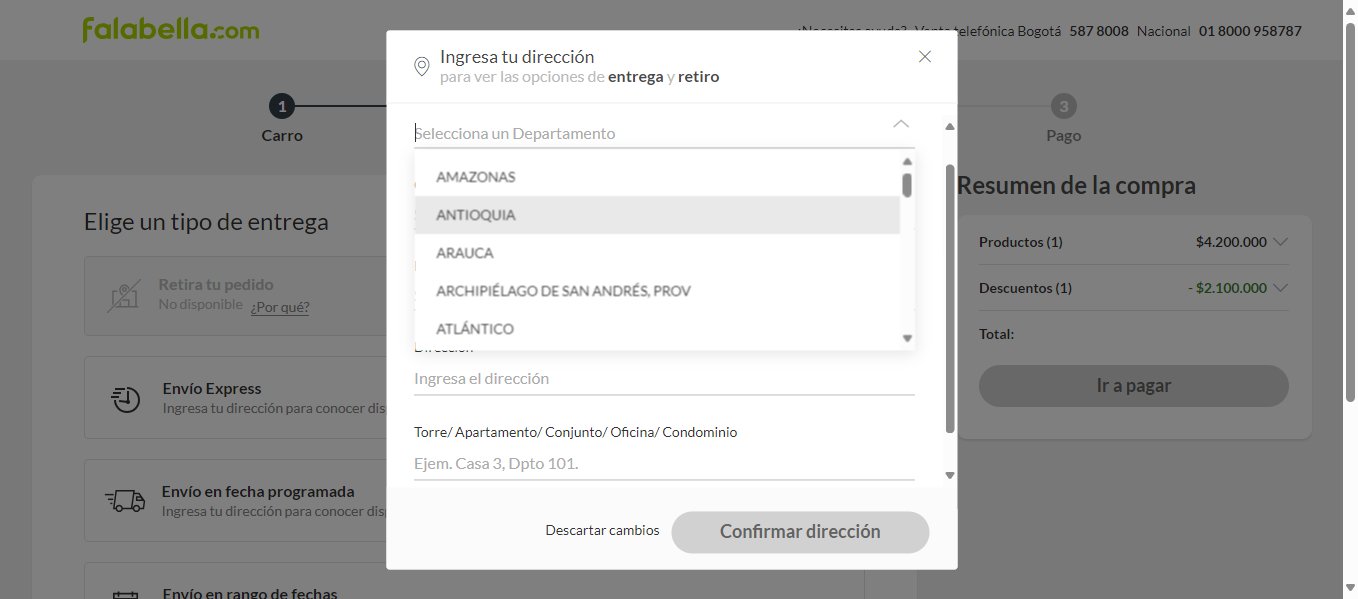 falabella.com
Venta telefónica Bogotá 587 8008 Nacional 01 8000 958787
1
3
Carro
Pago
Elige un tipo de entrega
Retira tu pedido
No disponible ¿Por qué?
Envío Express
Ingresa tu dirección para conocer
Envío en fecha programada
Ingresa tu dirección para conocer
Envío en rango de fechas
Ingresa tu dirección
para ver las opciones de entrega y retiro
Selecciona un Departamento
AMAZONAS
ANTIOQUIA
ARAUCA
ARCHIPIÉLAGO DE SAN ANDRÉS, PROV
ATLÁNTICO
Dirección
Ingresa el dirección
Torre/ Apartamento/ Conjunto/ Oficina/ Condominio
Ejem. Casa 3, Dpto 101.
Descartar cambios
Confirmar dirección
Resumen de la compra
Productos (1) $4.200.000
Descuentos (1) - $2.100.000
Total:
Ir a pagar